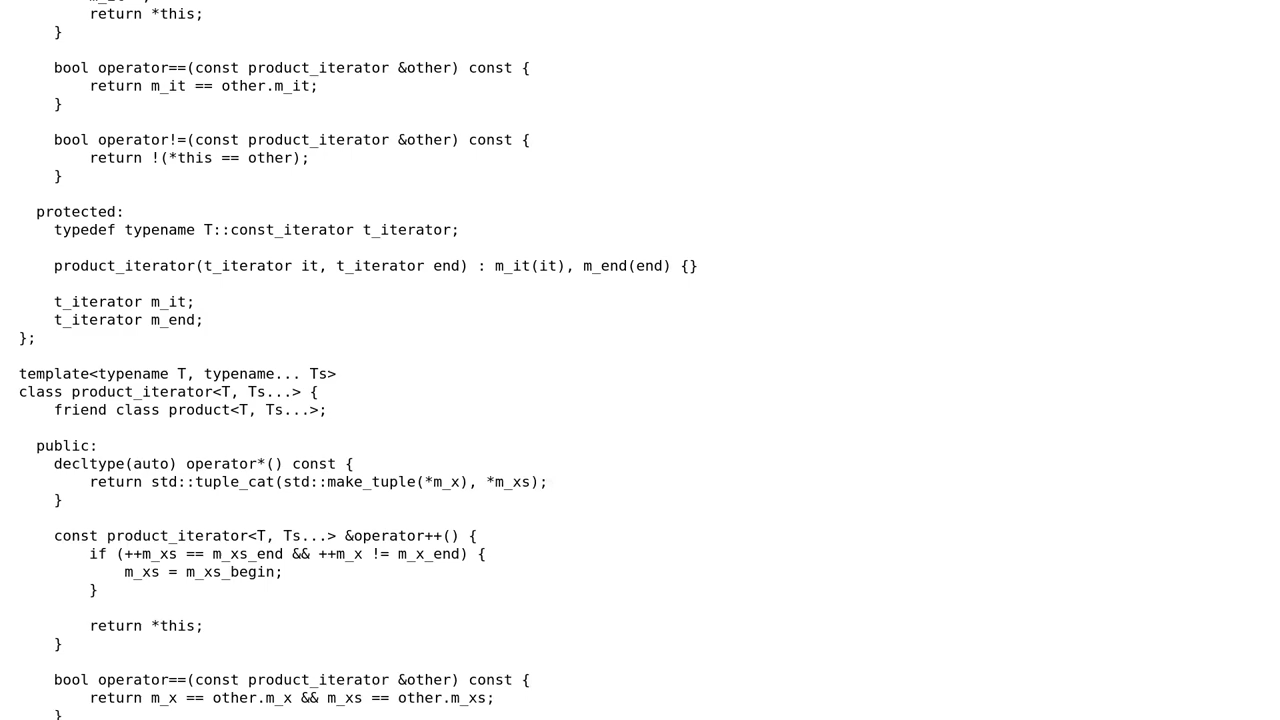 return *this;
    }

    bool operator==(const product_iterator &other) const {
        return m_it == other.m_it;
    }

    bool operator!=(const product_iterator &other) const {
        return !(*this == other);
    }

  protected:
    typedef typename T::const_iterator t_iterator;

    product_iterator(t_iterator it, t_iterator end) : m_it(it), m_end(end) {}

    t_iterator m_it;
    t_iterator m_end;
};

template<typename T, typename... Ts>
class product_iterator<T, Ts...> {
    friend class product<T, Ts...>;

  public:
    decltype(auto) operator*() const {
        return std::tuple_cat(std::make_tuple(*m_x), *m_xs);
    }

    const product_iterator<T, Ts...> &operator++() {
        if (++m_xs == m_xs_end && ++m_x != m_x_end) {
            m_xs = m_xs_begin;
        }

        return *this;
    }

    bool operator==(const product_iterator &other) const {
        return m_x == other.m_x && m_xs == other.m_xs;
    }